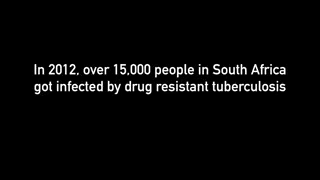 In 2012, over 15,000 people in South Africa
got infected by drug resistant tuberculosis